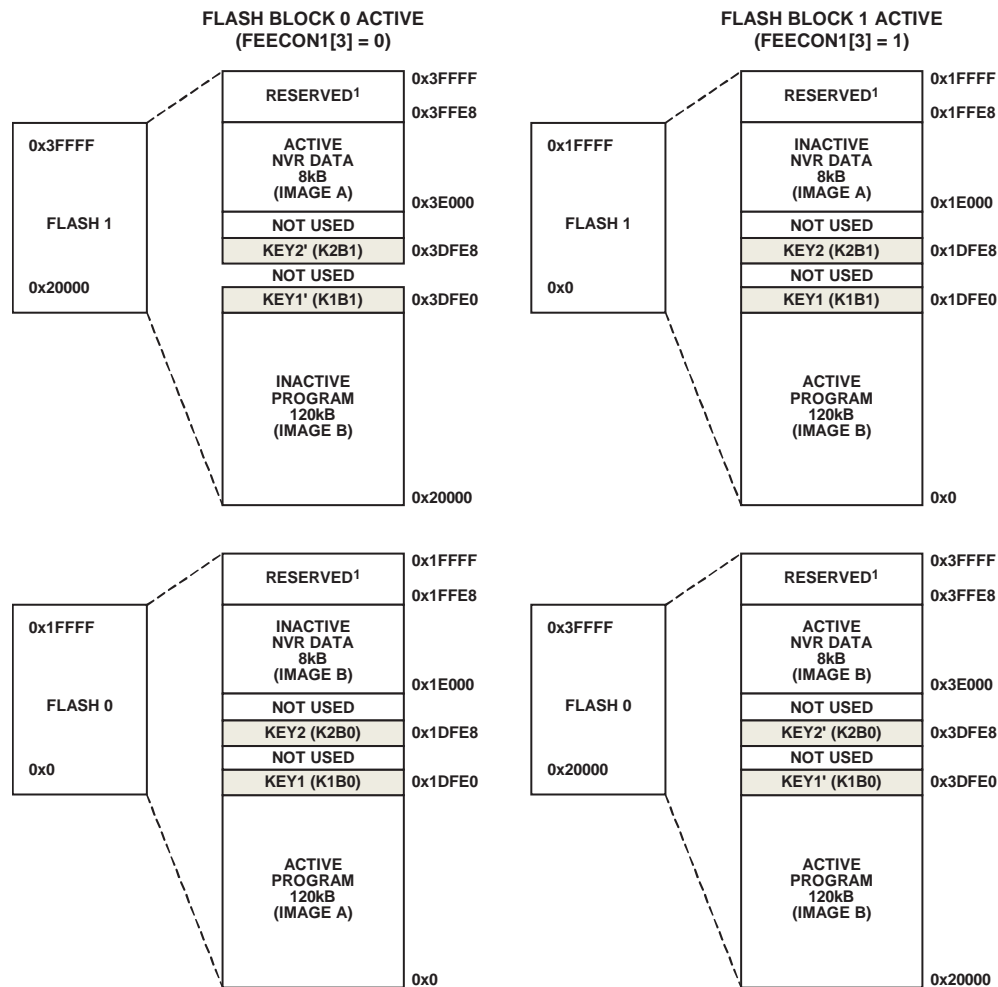 FLASH BLOCK 0 ACTIVE
(FEECON1[3] = 0)
0x3FFFF
FLASH 1
0x20000
RESERVED1
ACTIVE
NVR DATA
8kB
(IMAGE A)
NOT USED
KEY2' (K2B1)
NOT USED
KEY1' (K1B1)
INACTIVE
PROGRAM
120kB
(IMAGE B)
0x3FFFF
0x3FFE8
0x3E000
0x3DFE8
0x3DFE0
0x20000
FLASH BLOCK 1 ACTIVE
(FEECON1[3] = 1)
0x1FFFF
FLASH 1
0x0
RESERVED1
INACTIVE
NVR DATA
8kB
(IMAGE A)
NOT USED
KEY2 (K2B1)
NOT USED
KEY1 (K1B1)
ACTIVE
PROGRAM
120kB
(IMAGE B)
0x1FFFF
0x1FFE8
0x1E000
0x1DFE8
0x1DFE0
0x0
0x1FFFF
FLASH 0
0x0
RESERVED1
INACTIVE
NVR DATA
8kB
(IMAGE B)
NOT USED
KEY2 (K2B0)
NOT USED
KEY1 (K1B0)
ACTIVE
PROGRAM
120kB
(IMAGE A)
0x1FFFF
0x1FFE8
0x1E000
0x1DFE8
0x1DFE0
0x0
0x3FFFF
FLASH 0
0x20000
RESERVED1
ACTIVE
NVR DATA
8kB
(IMAGE B)
NOT USED
KEY2' (K2B0)
NOT USED
KEY1' (K1B0)
ACTIVE
PROGRAM
120kB
(IMAGE B)
0x3FFFF
0x3FFE8
0x3E000
0x3DFE8
0x3DFE0
0x20000